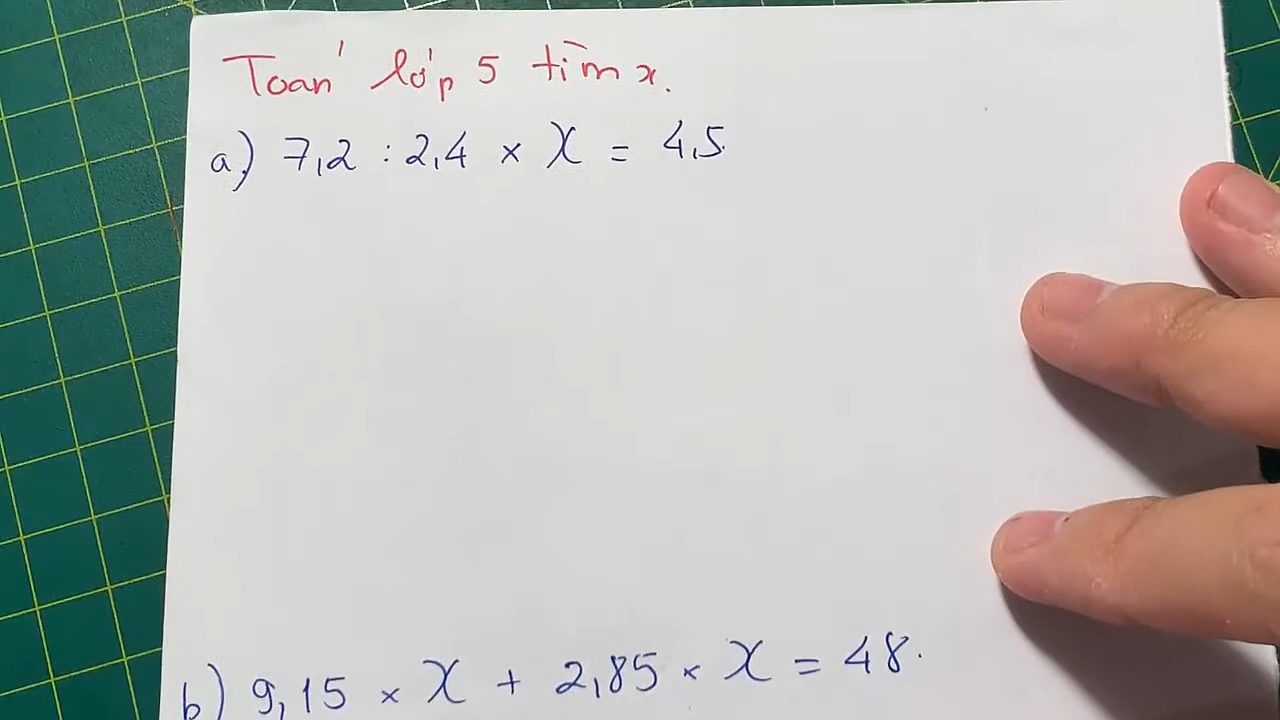 Toán lớp 5 tìm x.
a) 7,2 : 2,4 × x = 4,5
b) 9,15 × x + 2,85 × x = 48.